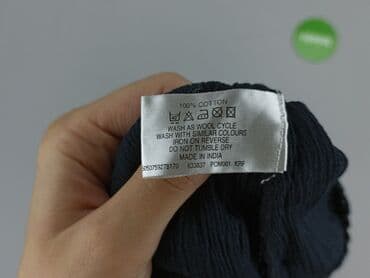 100% COTTON
WASH AS WOOL CYCLE
WASH WITH SIMILAR COLOURS
IRON ON REVERSE
DO NOT TUMBLE DRY
MADE IN INDIA